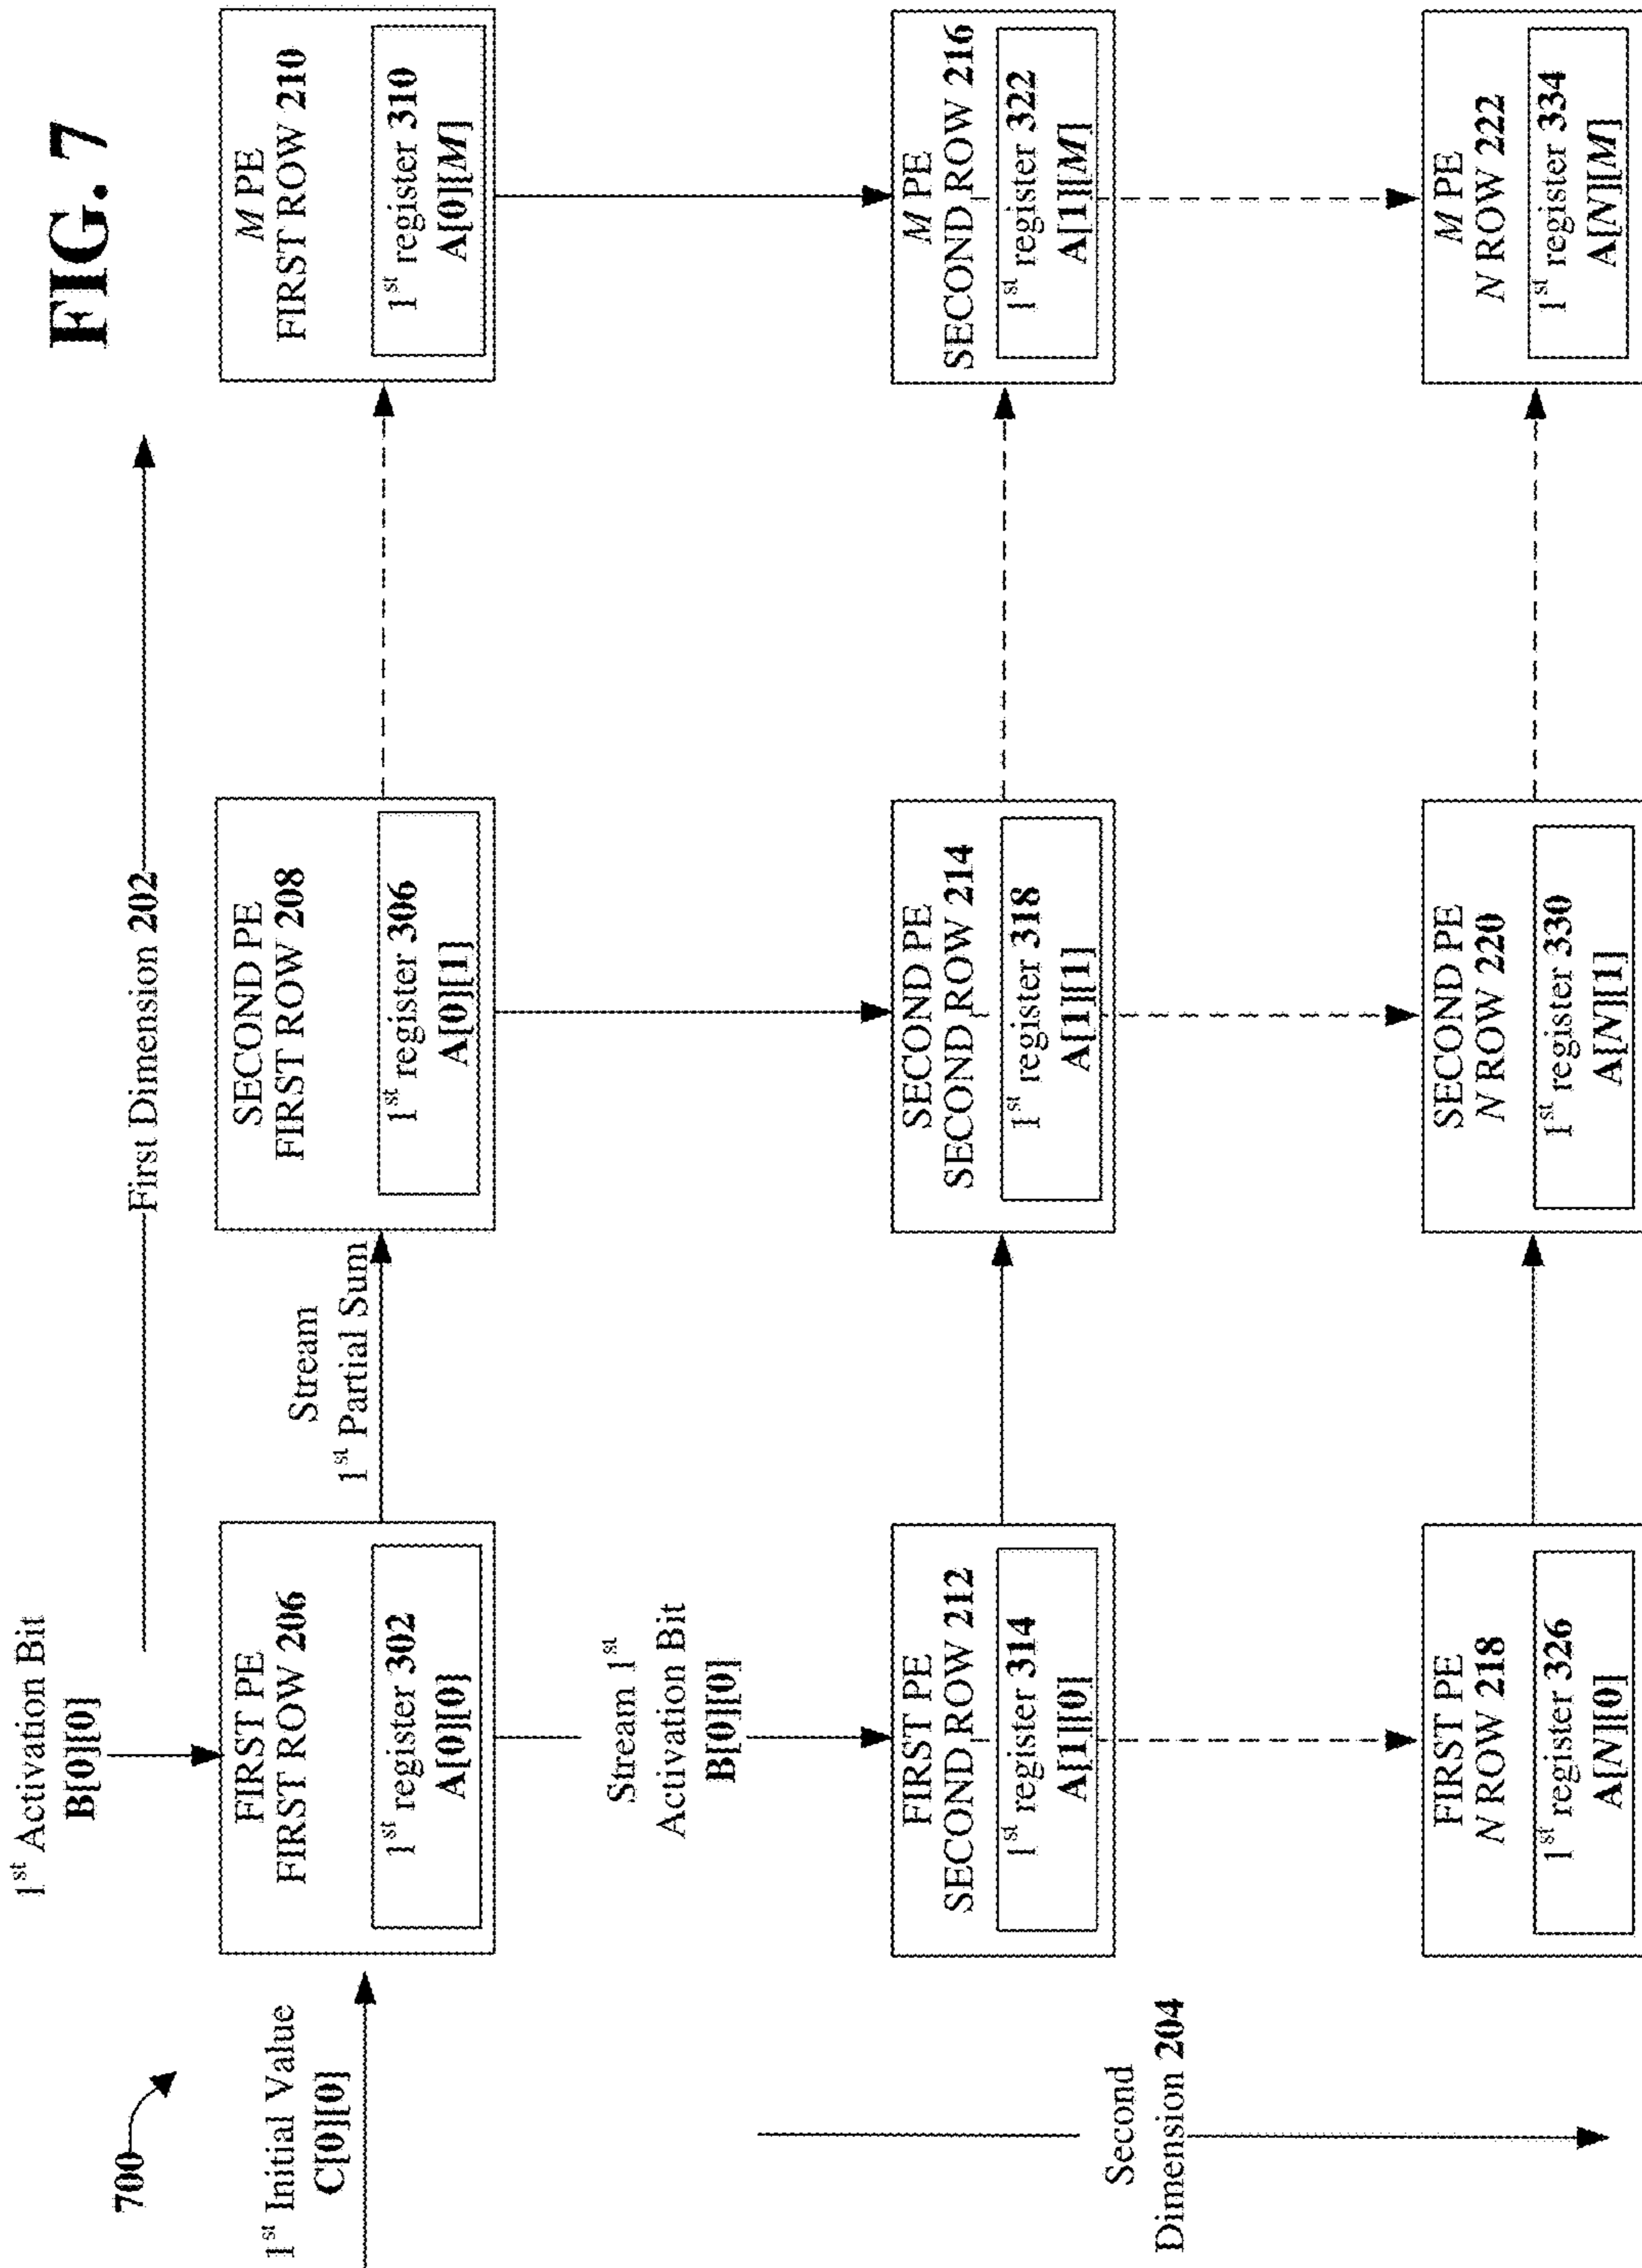 FIG. 7
700
1st Activation Bit
B[0][0]
First Dimension 202
1st Initial Value
C[0][0]
FIRST PE
FIRST ROW 206
1st register 302
A[0][0]
Stream
1st Partial Sum
SECOND PE
FIRST ROW 208
1st register 306
A[0][1]
M PE
FIRST ROW 210
1st register 310
A[0][M]
Stream 1st
Activation Bit
B[0][0]
Second
Dimension 204
FIRST PE
SECOND ROW 212
1st register 314
A[1][0]
SECOND PE
SECOND ROW 214
1st register 318
A[1][1]
M PE
SECOND ROW 216
1st register 322
A[1][M]
FIRST PE
N ROW 218
1st register 326
A[N][0]
SECOND PE
N ROW 220
1st register 330
A[N][1]
M PE
N ROW 222
1st register 334
A[N][M]